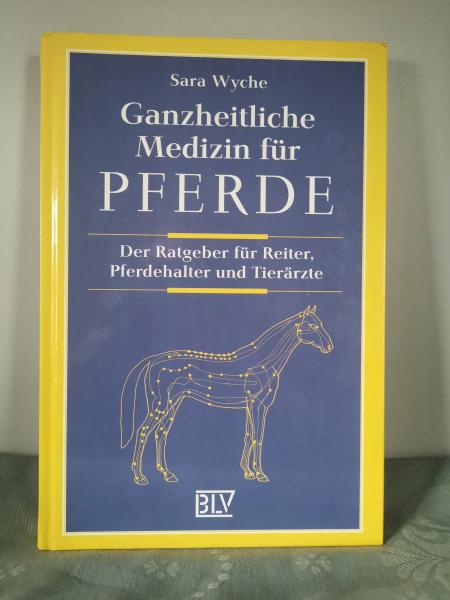 Sara Wyche
Ganzheitliche
Medizin für
PFERDE
Der Ratgeber für Reiter,
Pferdehalter und Tierärzte
BLV